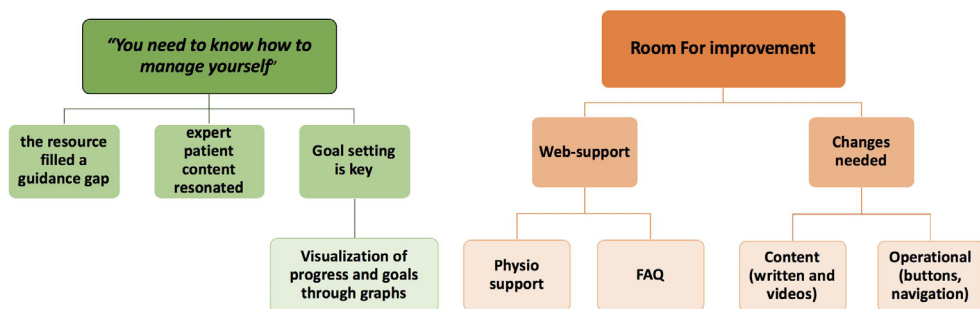 “You need to know how to
manage yourself”
Room For improvement
the resource
filled a
guidance gap
expert
patient
content
resonated
Goal setting
is key
Web-support
Changes
needed
Visualization of
progress and goals
through graphs
Physio
support
FAQ
Content
(written and
videos)
Operational
(buttons,
navigation)